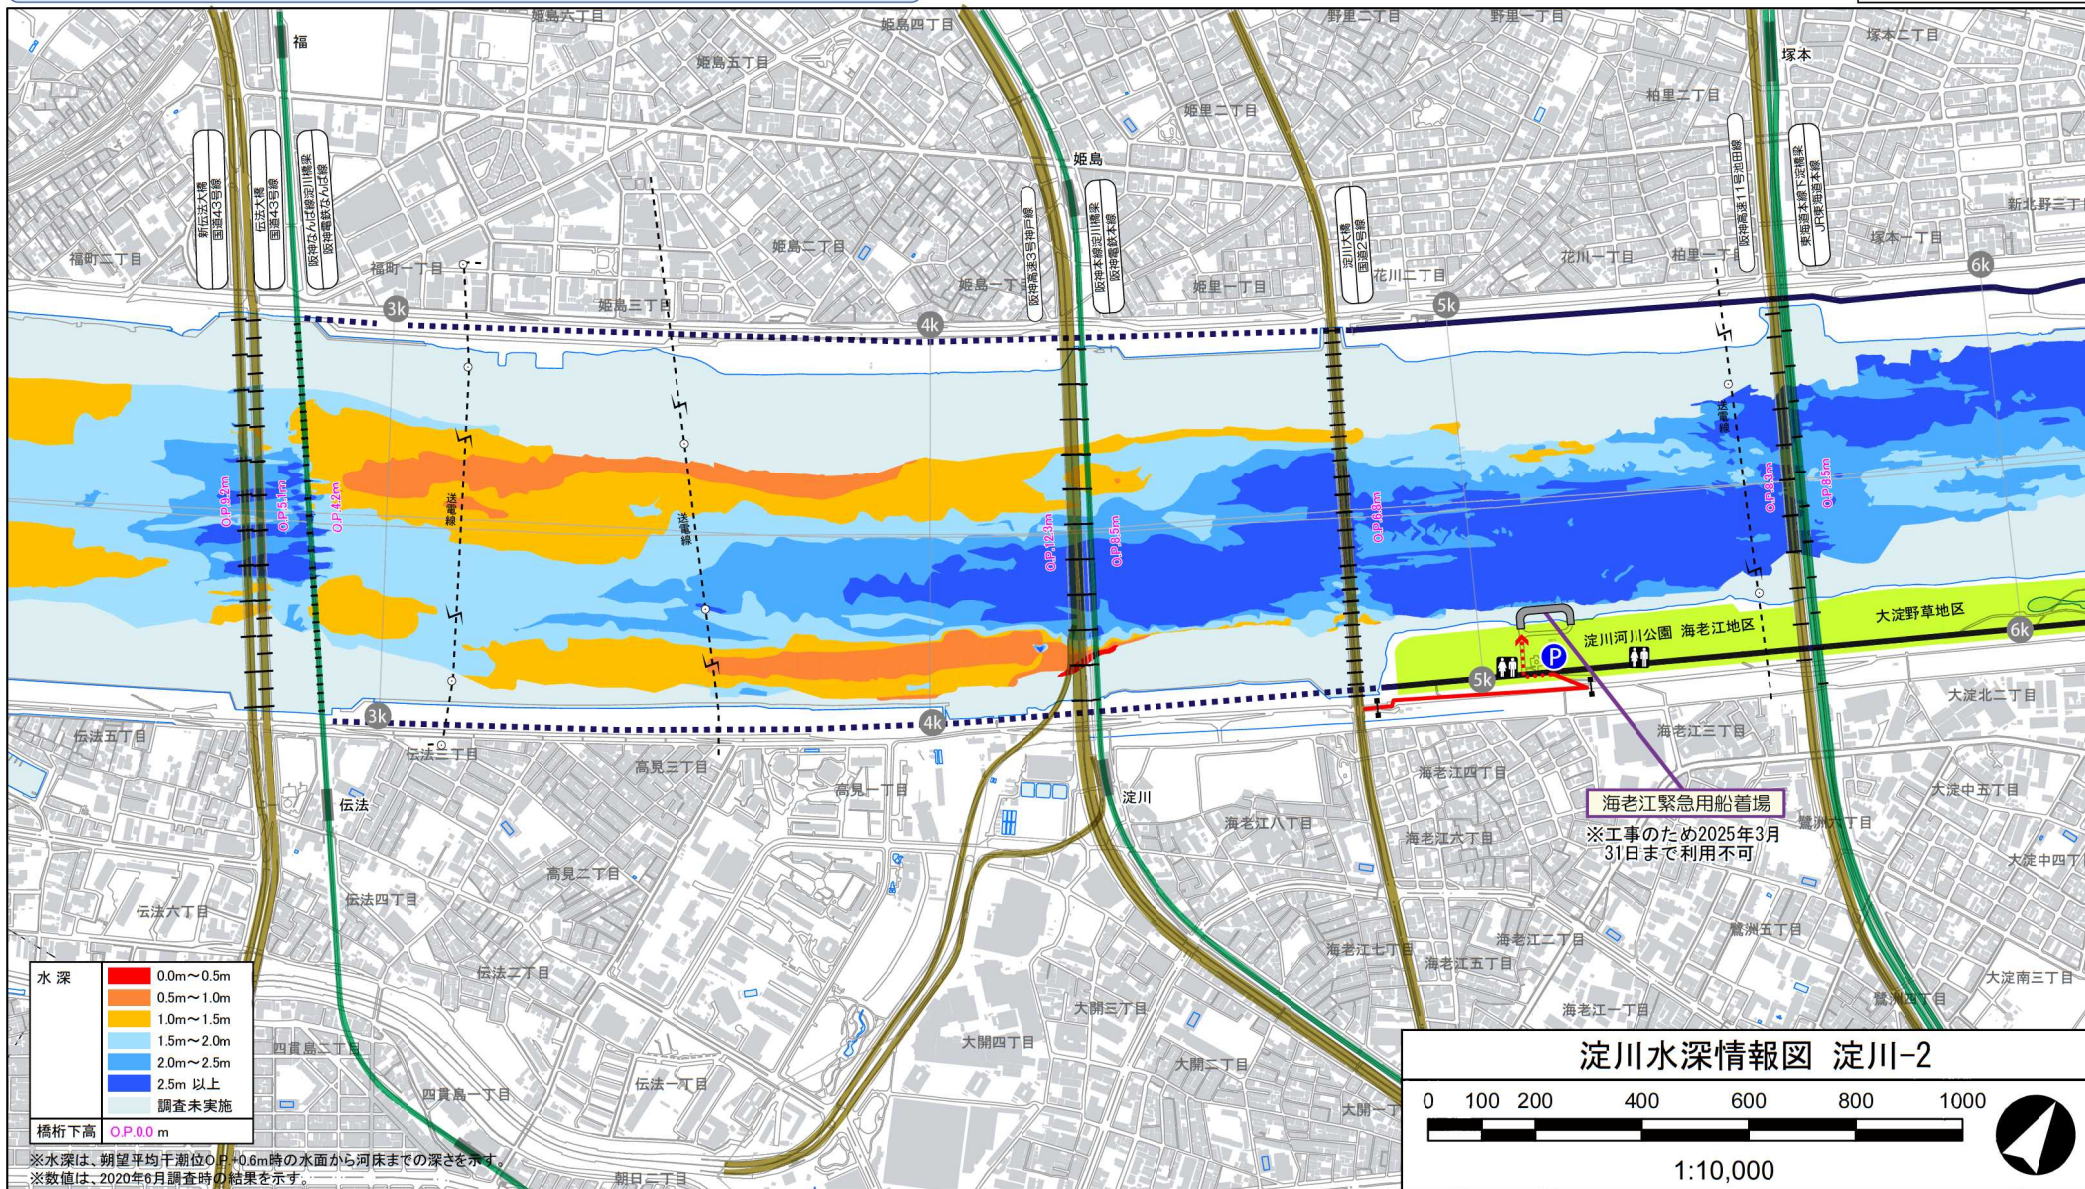 福
姫島六丁目
姫島四丁目
野里二丁目
野里一丁目
塚本二丁目
塚本
姫島五丁目
柏里二丁目
姫里二丁目
姫島
新伝法大橋
国道43号線
伝法大橋
国道43号線
阪神なんば線淀川橋梁
阪神電鉄なんば線
阪神高速3号神戸線
阪神本線淀川橋梁
阪神電鉄本線
淀川大橋
国道2号線
阪神高速11号池田線
東海道本線下淀川橋梁
JR東海道本線
福町二丁目
福町一丁目
姫島二丁目
姫島三丁目
姫島一丁目
姫里一丁目
花川二丁目
花川一丁目
柏里一丁目
塚本一丁目
新北野三丁
3k
4k
5k
6k
送電線
送電線
送電線
O.P.9.2m
O.P.5.1m
O.P.4.2m
O.P.12.3m
O.P.8.5m
O.P.6.8m
O.P.8.3m
O.P.8.5m
淀川河川公園 海老江地区
大淀野草地区
P
3k
4k
5k
6k
伝法五丁目
伝法三丁目
高見三丁目
高見一丁目
伝法
淀川
海老江八丁目
海老江四丁目
海老江三丁目
大淀北二丁目
海老江六丁目
大淀中五丁目
海老江緊急用船着場
※工事のため2025年3月
31日まで利用不可
鷺洲六丁目
大淀中四丁目
高見二丁目
伝法六丁目
伝法四丁目
伝法二丁目
海老江七丁目
海老江二丁目
海老江五丁目
鷺洲五丁目
大淀南三丁目
鷺洲四丁目
海老江一丁目
大開三丁目
大開四丁目
大開二丁目
大開一丁
四貫島二丁目
四貫島一丁目
伝法一丁目
朝日二丁目
水深
0.0m～0.5m
0.5m～1.0m
1.0m～1.5m
1.5m～2.0m
2.0m～2.5m
2.5m 以上
調査未実施
橋桁下高 O.P.0.0 m
※水深は、朔望平均干潮位O.P.+0.6m時の水面から河床までの深さを示す。
※数値は、2020年6月調査時の結果を示す。
淀川水深情報図 淀川-2
0 100 200 400 600 800 1000
1:10,000